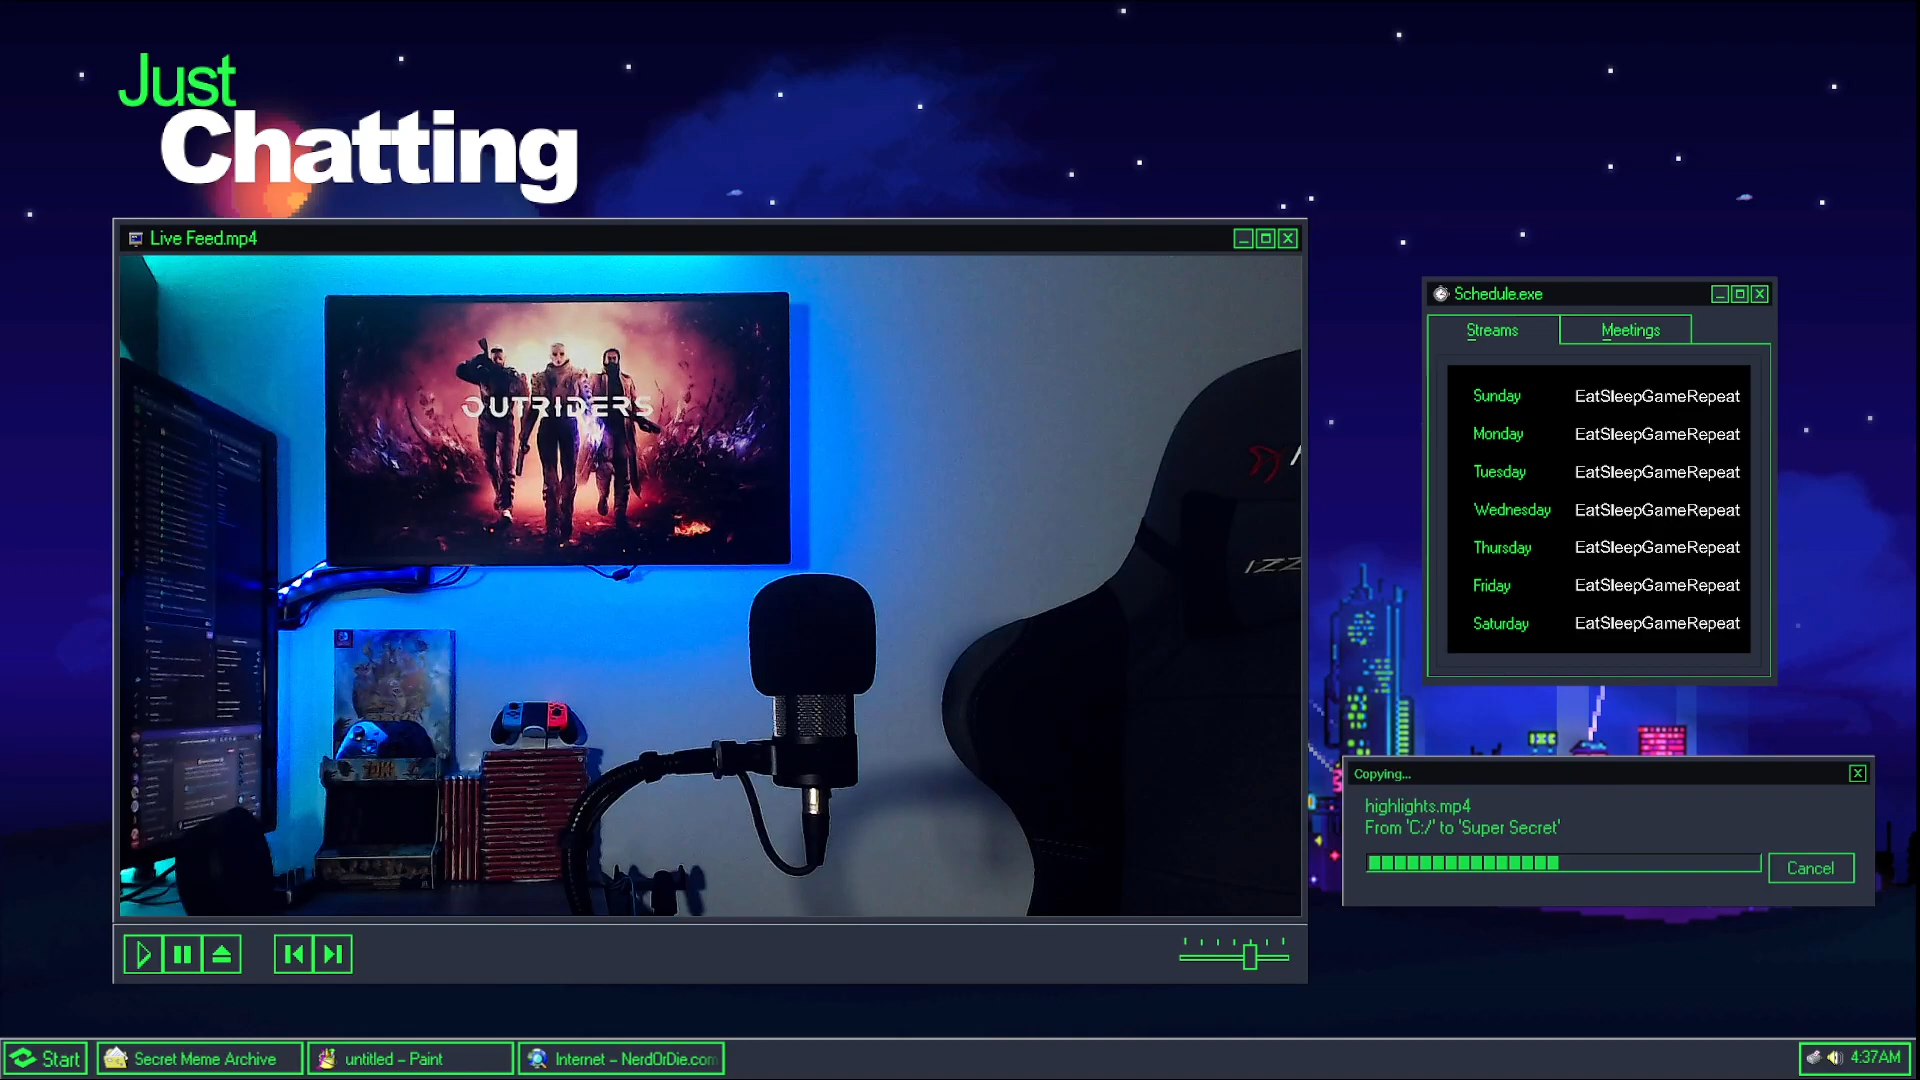 Just
Chatting
Live Feed.mp4
OUTRIDERS
IZZ
Schedule.exe
Streams Meetings
Sunday EatSleepGameRepeat
Monday EatSleepGameRepeat
Tuesday EatSleepGameRepeat
Wednesday EatSleepGameRepeat
Thursday EatSleepGameRepeat
Friday EatSleepGameRepeat
Saturday EatSleepGameRepeat
Copying...
highlights.mp4
From 'C:/' to 'Super Secret'
Cancel
Start Secret Meme Archive untitled – Paint Internet – NerdOrDie.com 4:37AM